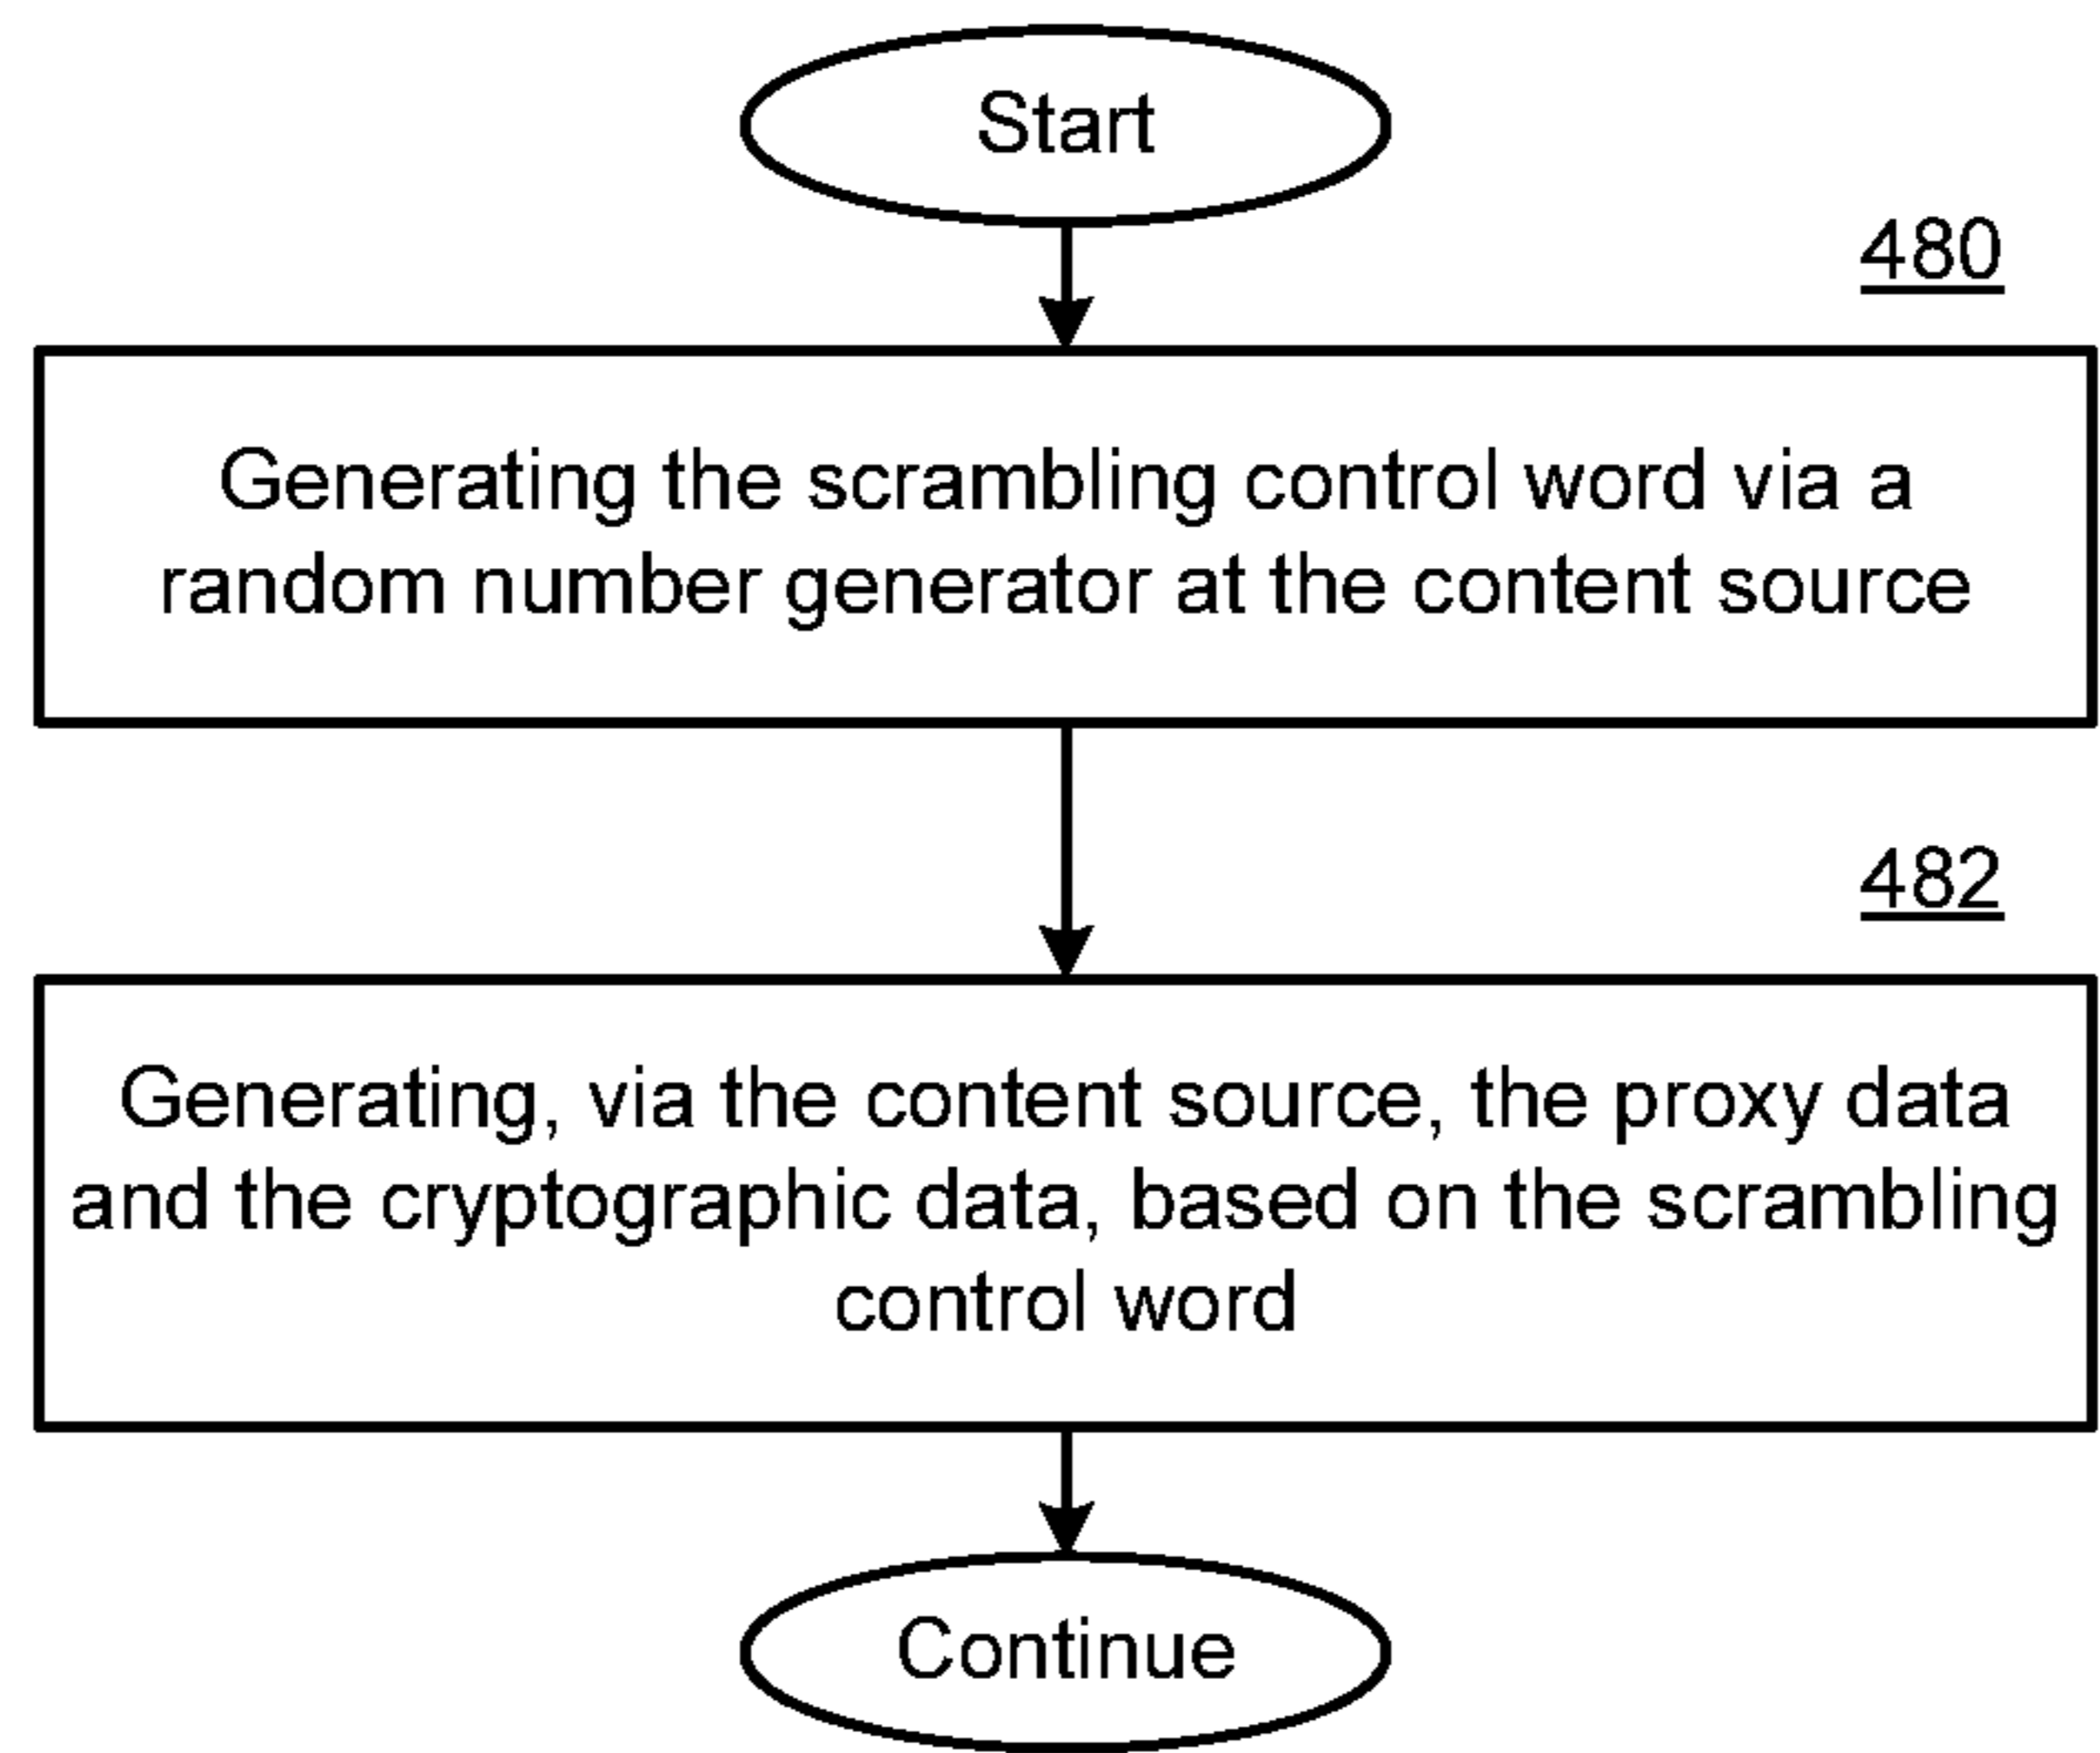 Start
480
Generating the scrambling control word via a
random number generator at the content source
482
Generating, via the content source, the proxy data
and the cryptographic data, based on the scrambling
control word
Continue